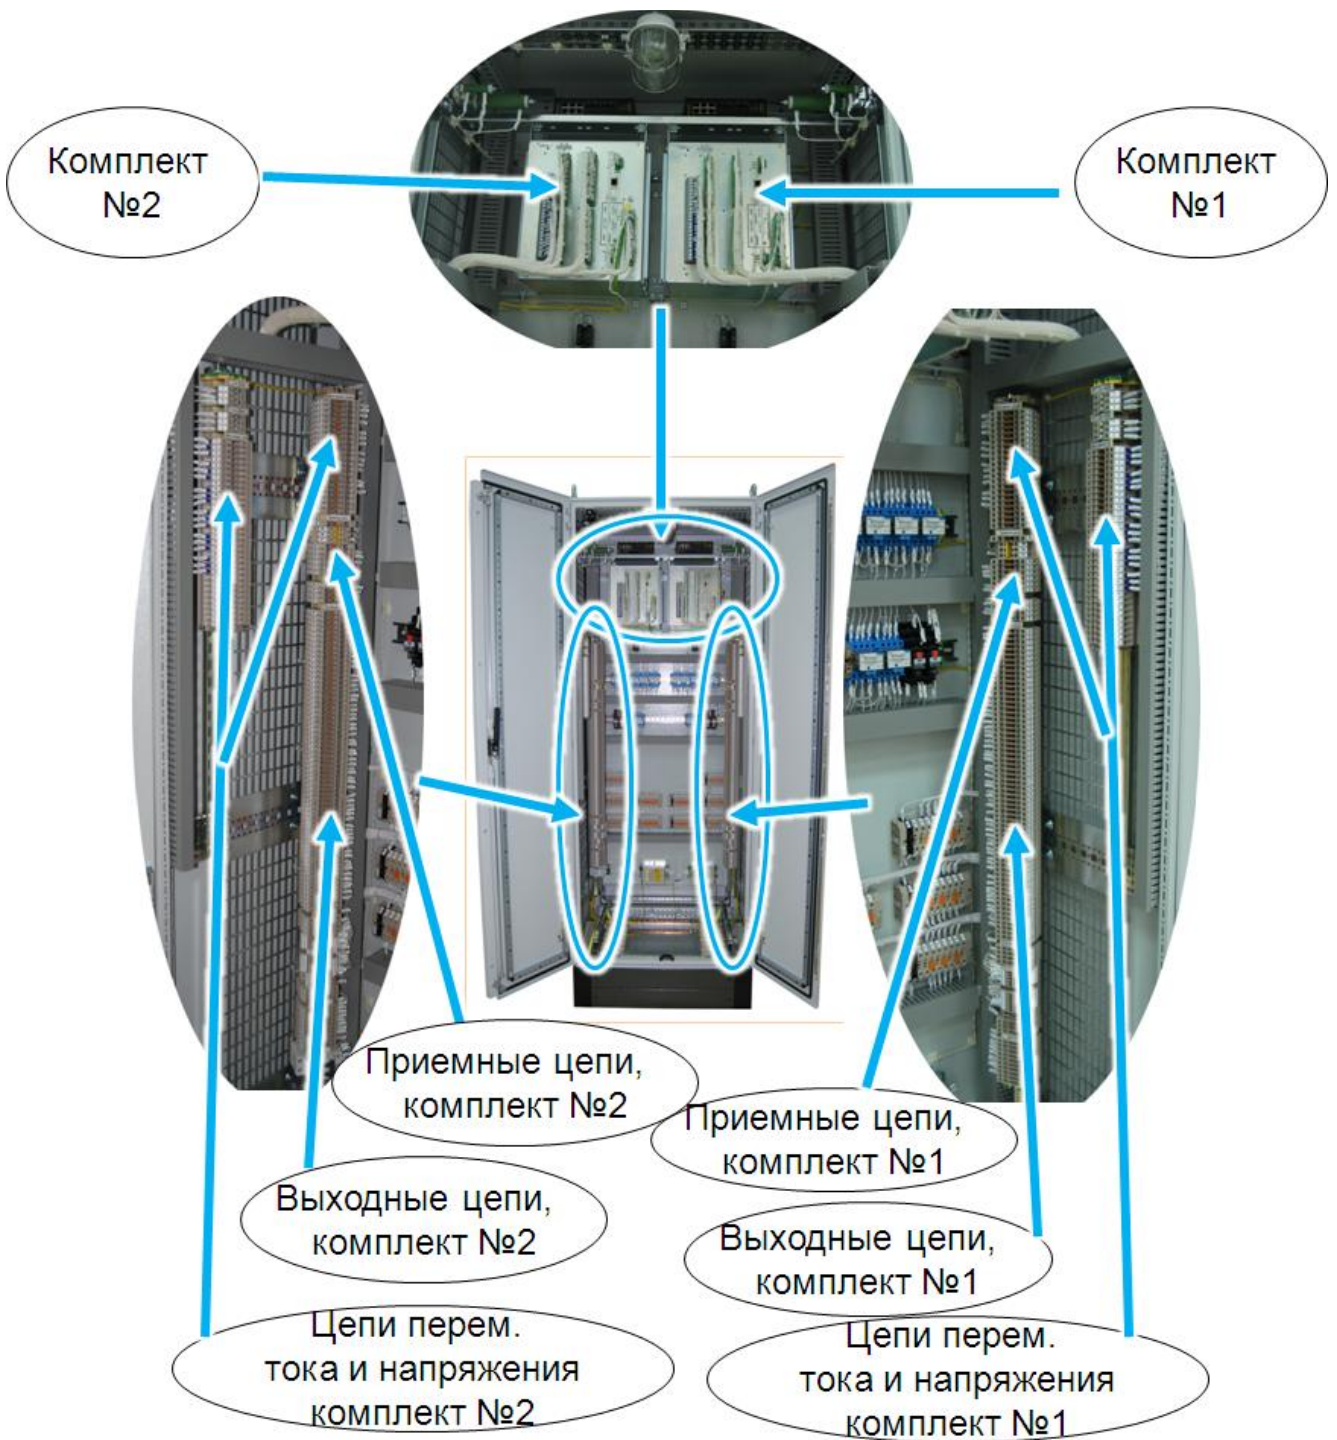 Комплект
№2
Комплект
№1
Приемные цепи,
комплект №2
Приемные цепи,
комплект №1
Выходные цепи,
комплект №2
Выходные цепи,
комплект №1
Цепи перем.
тока и напряжения
комплект №2
Цепи перем.
тока и напряжения
комплект №1